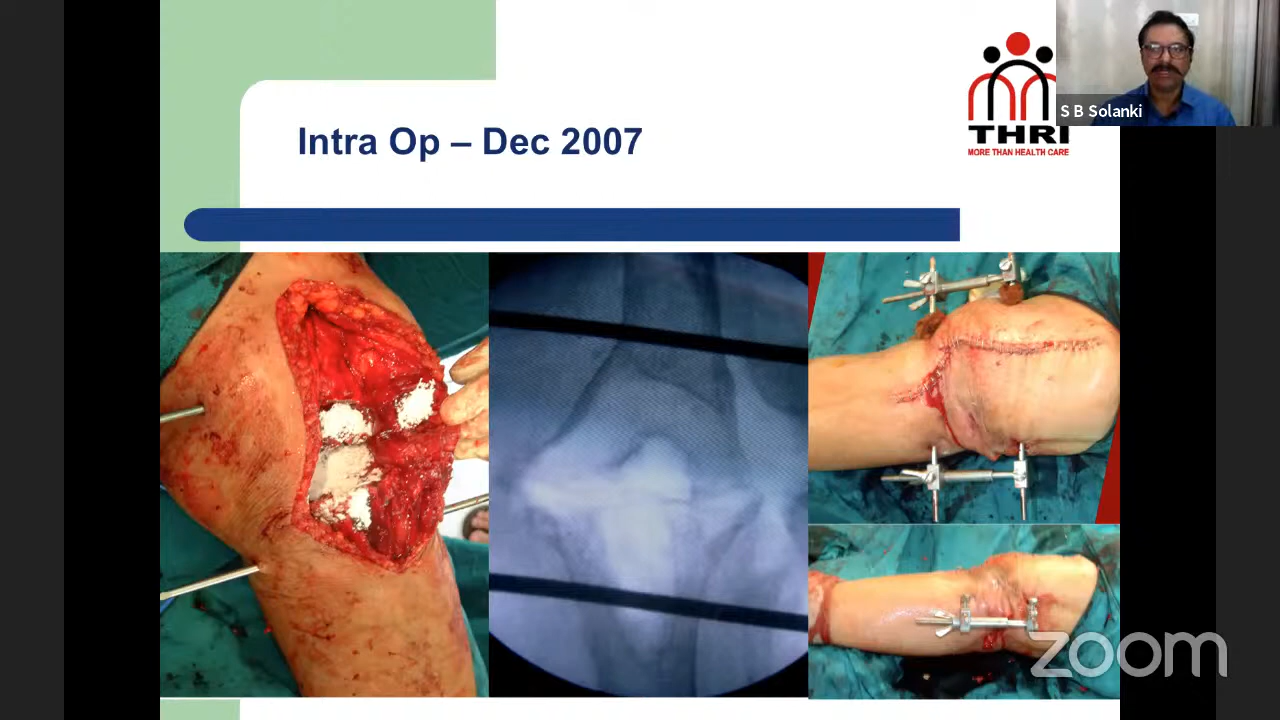 Intra Op – Dec 2007
THRI
MORE THAN HEALTH CARE
S B Solanki
zoom